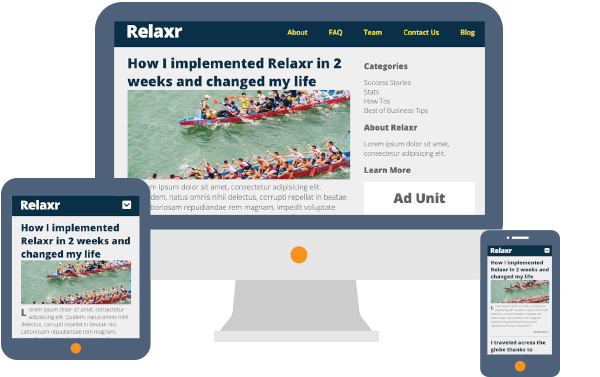 Relaxr
About FAQ Team Contact Us Blog
How I implemented Relaxr in 2
weeks and changed my life
Categories
Success Stories
Stats
How Tos
Best of Business Tips
About Relaxr
Lorem ipsum dolor sit amet,
consectetur adipisicing elit.
Learn More
Ad Unit
orem ipsum dolor sit amet, consectetur adipisicing elit.
dem, natus omnis nihil delectus, corrupti repellat in beatae
laboriosam repudiandae rem magnam, impedit voluptate
Relaxr
How I implemented
Relaxr in 2 weeks and
changed my life
Lorem ipsum dolor sit amet, consectetur
adipisicing elit. Quidem, natus omnis nihil
delectus, corrupti repellat in beatae
Laboriosam repudiandae rem magnam,
Relaxr
How I implemented
Relaxr in 2 weeks and
changed my life
Read More
I traveled across the
globe thanks to